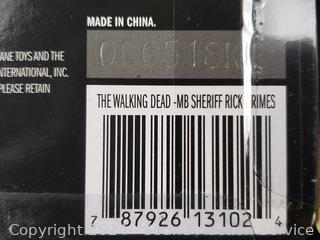 MADE IN CHINA.
ANE TOYS AND THE
NTERNATIONAL, INC.
PLEASE RETAIN
THE WALKING DEAD -MB SHERIFF RICK GRIMES
7 87926 13102 4
Copyright